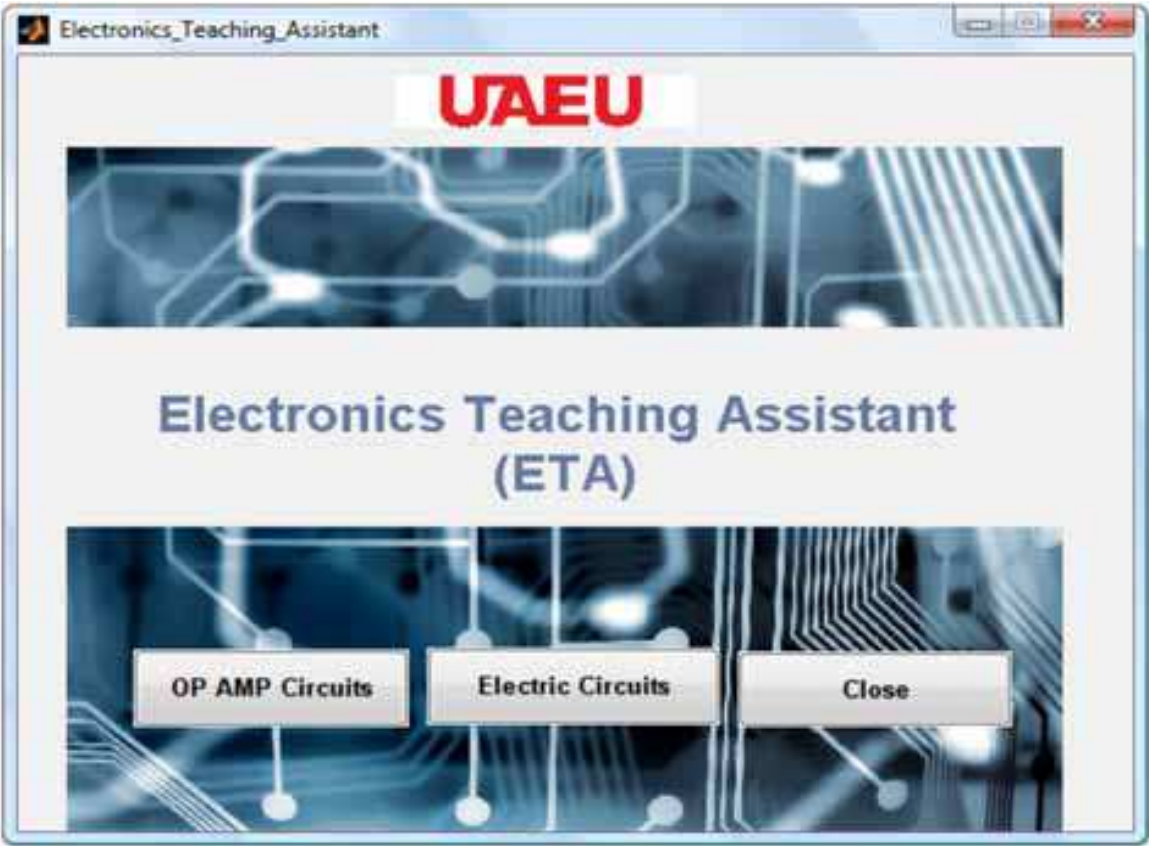 Electronics_Teaching_Assistant
UAEU
Electronics Teaching Assistant
(ETA)
OP AMP Circuits
Electric Circuits
Close